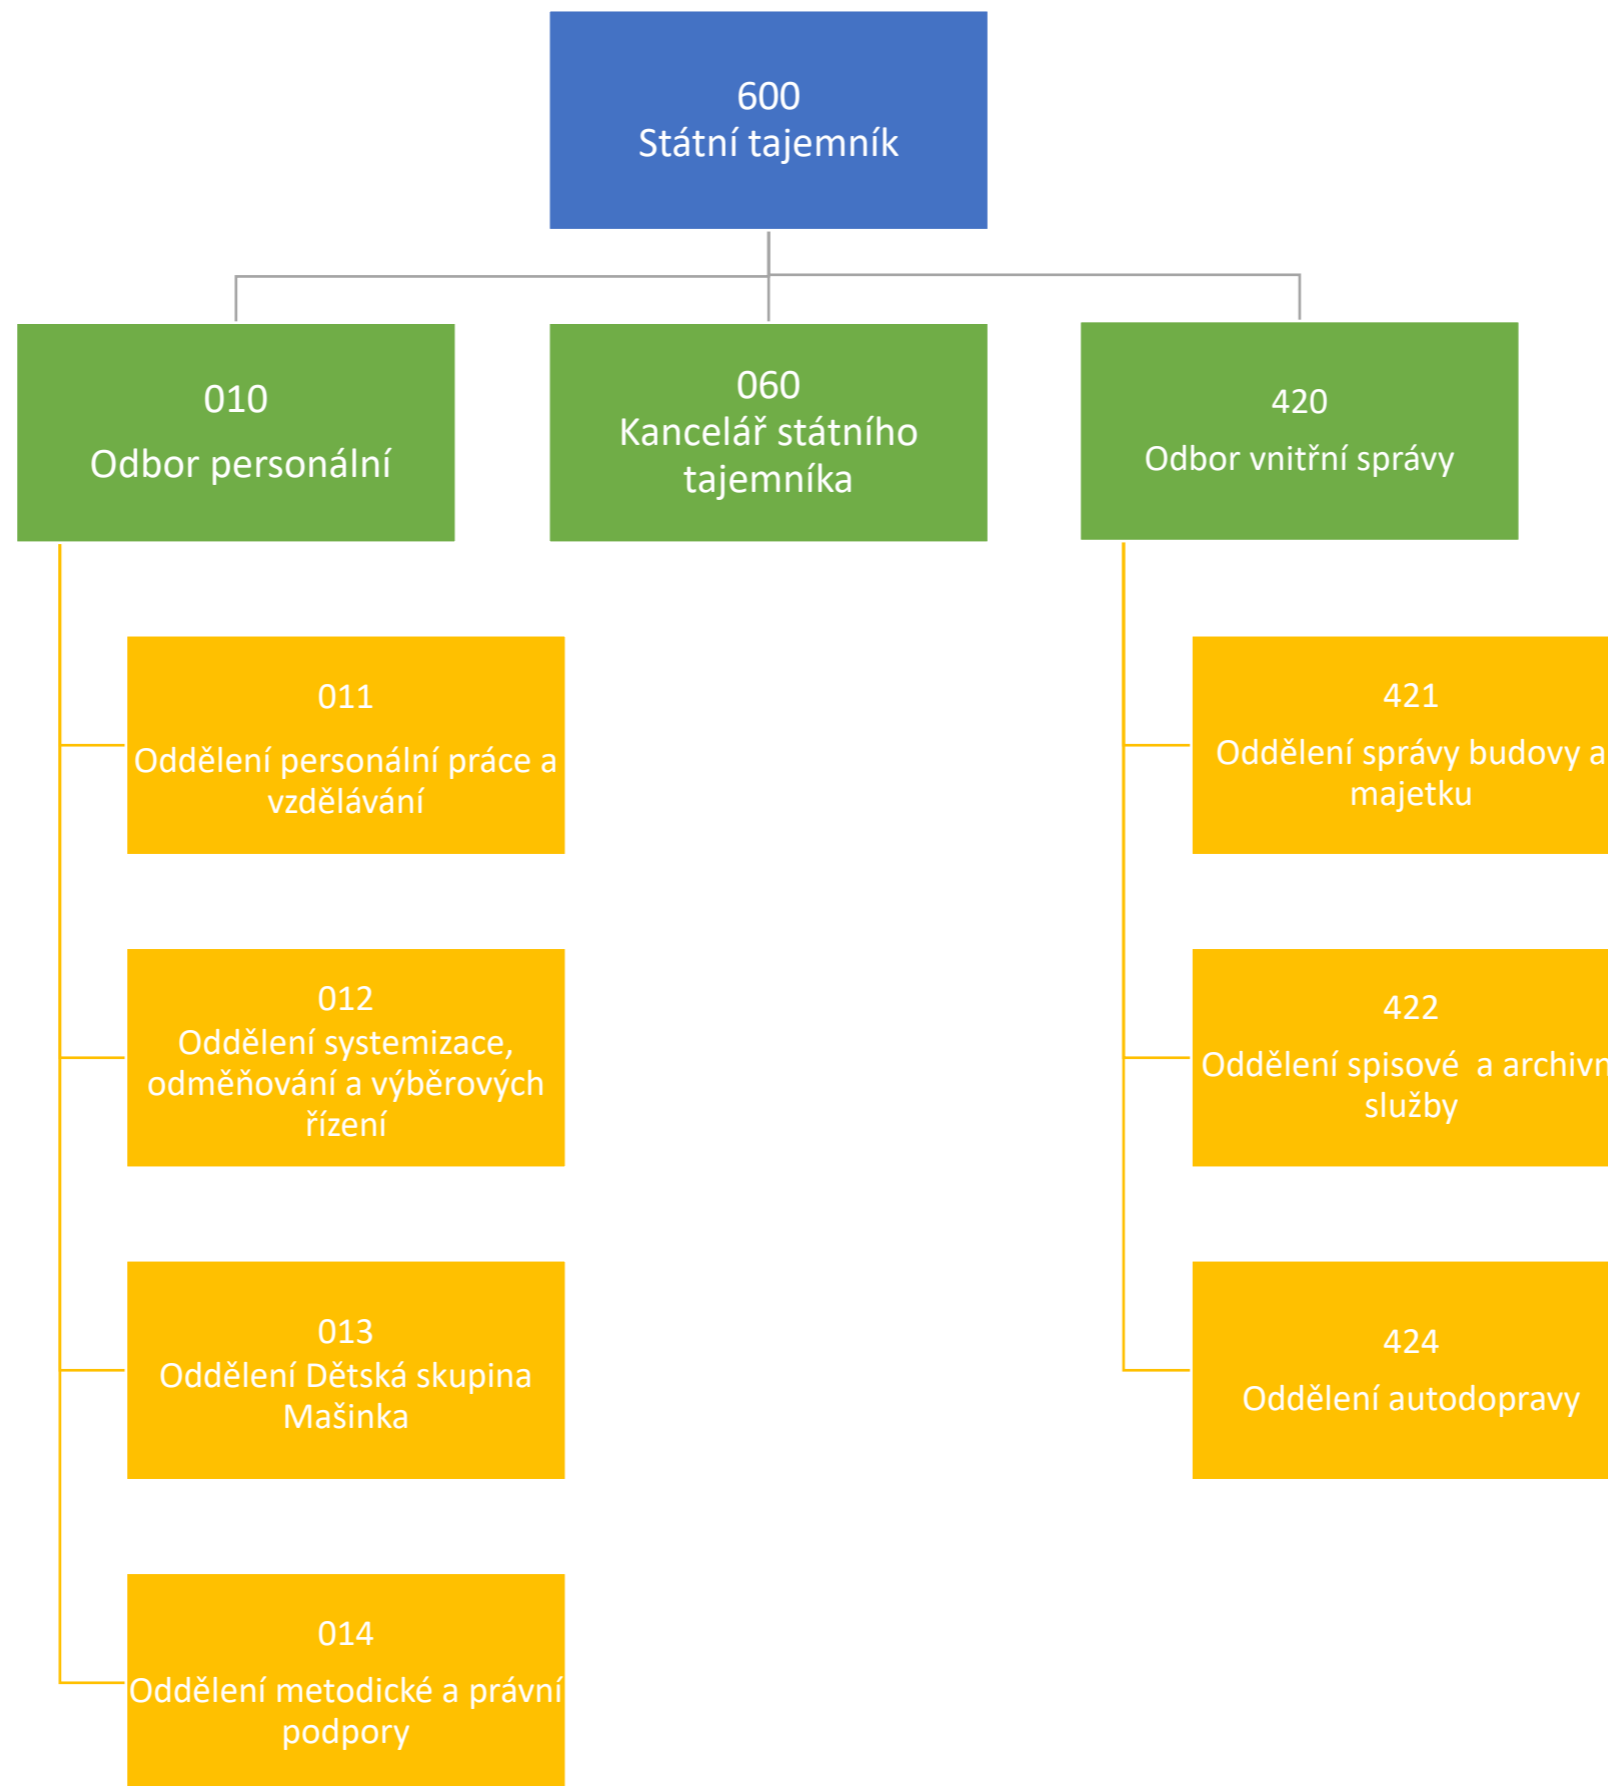 600
Státní tajemník
010
Odbor personální
060
Kancelář státního
tajemníka
420
Odbor vnitřní správy
011
Oddělení personální práce a
vzdělávání
012
Oddělení systemizace,
odměňování a výběrových
řízení
013
Oddělení Dětská skupina
Mašinka
014
Oddělení metodické a právní
podpory
421
Oddělení správy budovy a
majetku
422
Oddělení spisové  a archivn
služby
424
Oddělení autodopravy